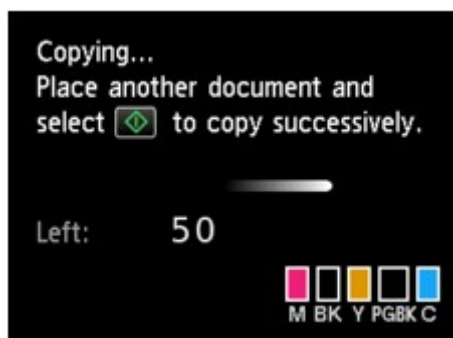 Copying...
Place another document and
select to copy successively.
Left: 50
M BK Y PGBK C